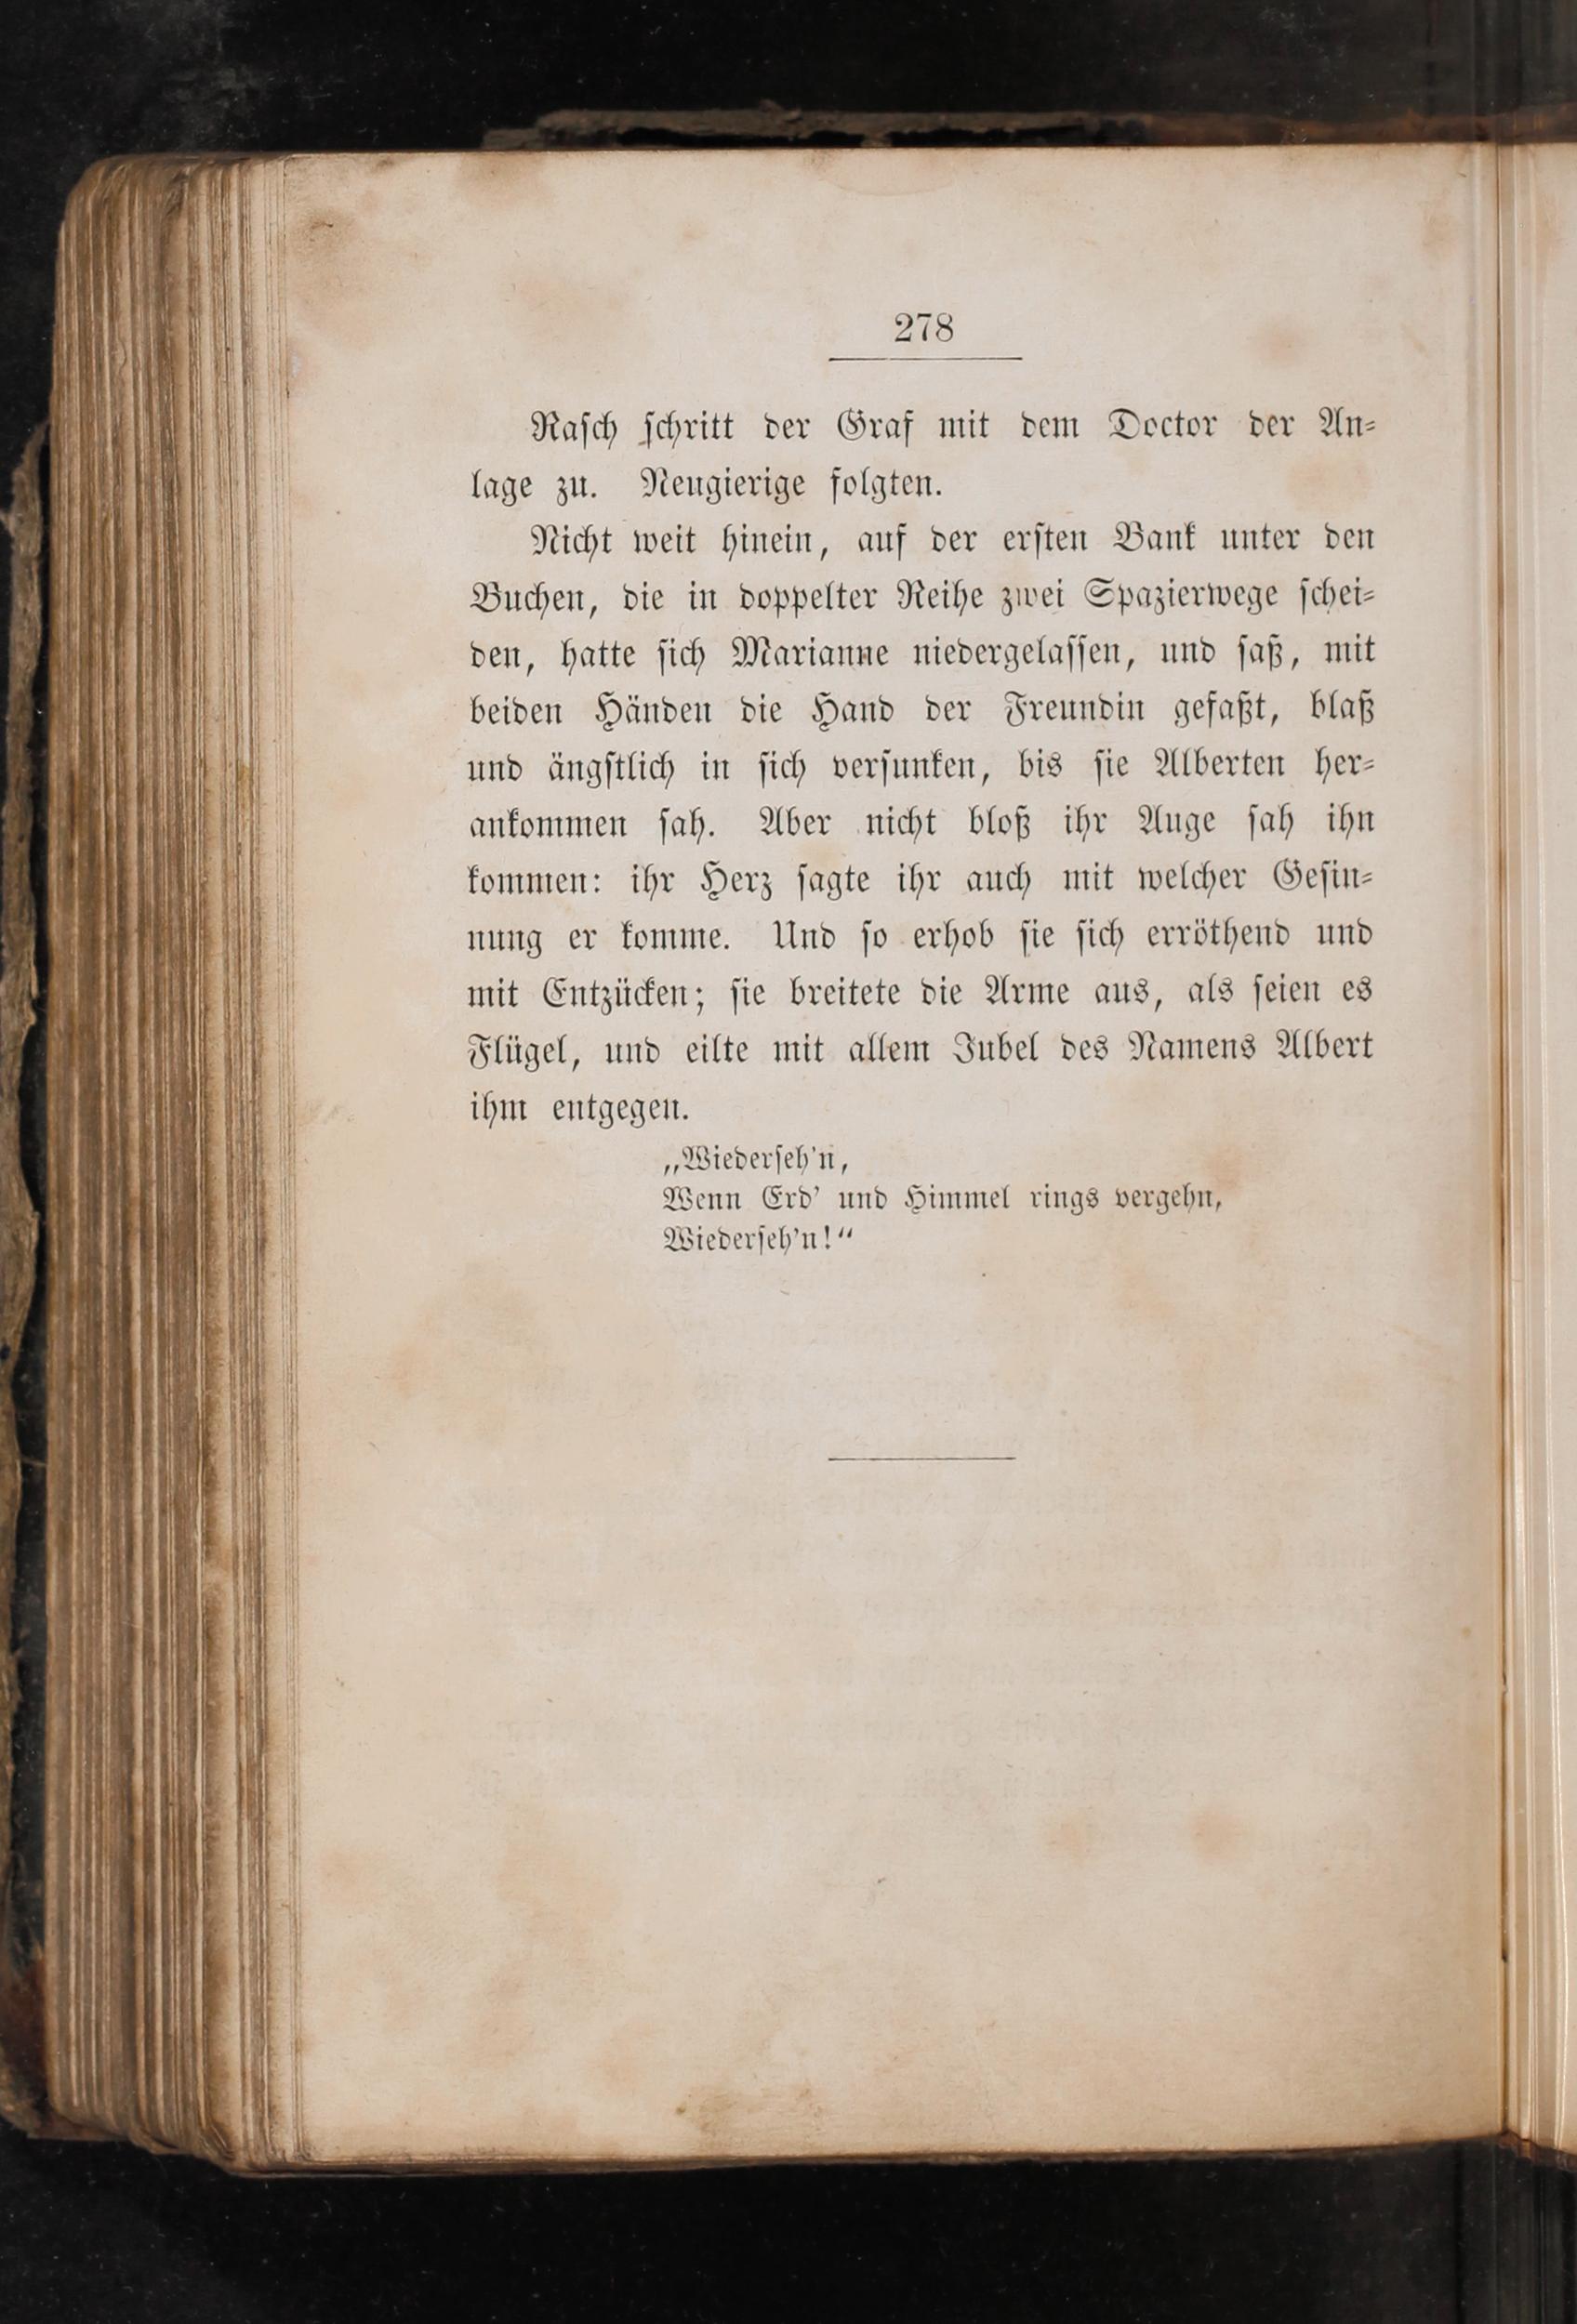 278
Raſch ſchritt der Graf mit dem Doctor der An⸗
lage zu. Neugierige folgten.
Nicht weit hinein, auf der erſten Bank unter den
Buchen, die in doppelter Reihe zwei Spazierwege ſchei⸗
den, hatte ſich Marianne niedergelaſſen, und ſaß, mit
beiden Händen die Hand der Freundin gefaßt, blaß
und ängſtlich in ſich verſunken, bis ſie Alberten her⸗
ankommen ſah. Aber nicht bloß ihr Auge ſah ihn
kommen: ihr Herz ſagte ihr auch mit welcher Geſin⸗
nung er komme. Und ſo erhob ſie ſich erröthend und
mit Entzücken; ſie breitete die Arme aus, als ſeien es
Flügel, und eilte mit allem Jubel des Namens Albert
ihm entgegen.
„Wiederſeh'n,
Wenn Erd' und Himmel rings vergehn,
Wiederſeh'n!“